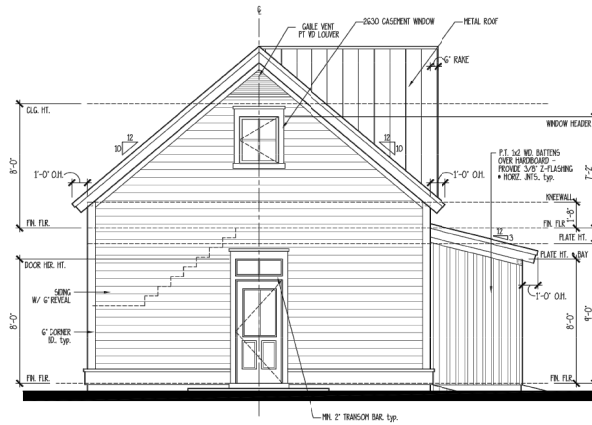 ℄
GABLE VENT
PT WD LOUVER
2630 CASEMENT WINDOW
METAL ROOF
6" RAKE
CLG. HT.
WINDOW HEADER
12
10
12
10
8'-0"
1'-0" O.H.
1'-0" O.H.
P.T. 1x2 WD. BATTENS
OVER HARDBOARD -
PROVIDE 3/8" Z-FLASHING
@ HORIZ. JNTS. typ.
7'-2"
KNEEWALL
1'-8"
FIN. FLR.
FIN. FLR
12
3
PLATE HT.
DOOR HDR. HT.
PLATE HT. @ BAY
SIDING
W/ 6" REVEAL
1'-0" O.H.
8'-0"
6" CORNER
BD. typ.
8'-0"
9'-0"
FIN. FLR.
FIN. FLR.
MIN. 2" TRANSOM BAR. typ.